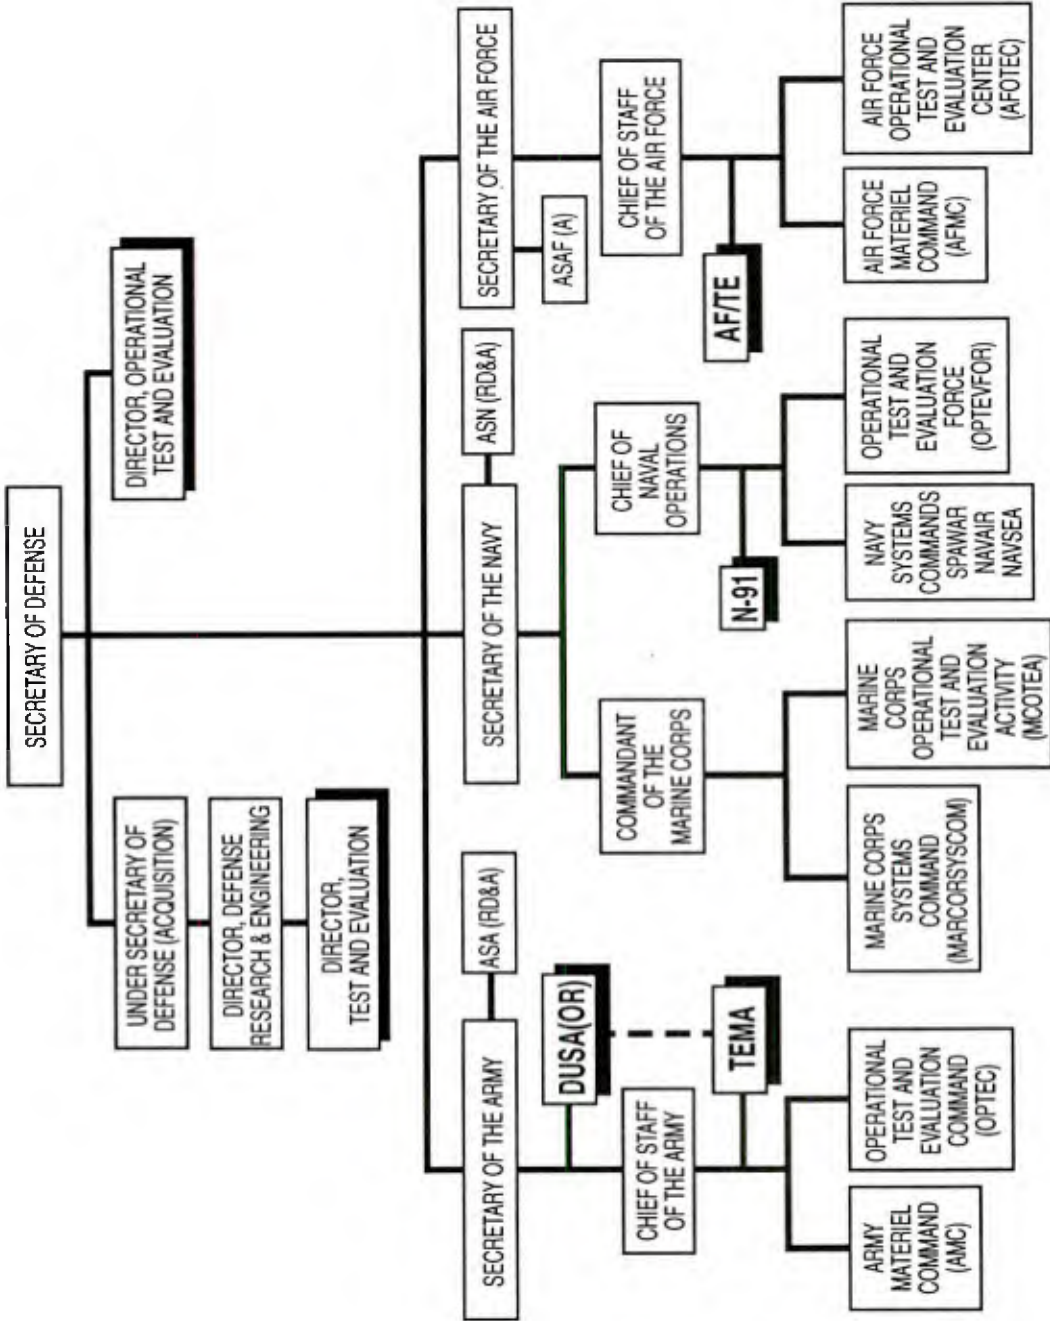 SECRETARY OF DEFENSE
UNDER SECRETARY OF
DEFENSE (ACQUISITION)
DIRECTOR, DEFENSE
RESEARCH & ENGINEERING
DIRECTOR,
TEST AND EVALUATION
DIRECTOR, OPERATIONAL
TEST AND EVALUATION
SECRETARY OF THE ARMY
ASA (RD&A)
DUSA(OR)
CHIEF OF STAFF
OF THE ARMY
TEMA
ARMY
MATERIEL
COMMAND
(AMC)
OPERATIONAL
TEST AND
EVALUATION
COMMAND
(OPTEC)
SECRETARY OF THE NAVY
ASN (RD&A)
COMMANDANT
OF THE
MARINE CORPS
MARINE CORPS
SYSTEMS
COMMAND
(MARCORSYSCOM)
MARINE
CORPS
OPERATIONAL
TEST AND
EVALUATION
ACTIVITY
(MCOTEA)
CHIEF OF
NAVAL
OPERATIONS
N-91
NAVY
SYSTEMS
COMMANDS
SPAWAR
NAVAIR
NAVSEA
OPERATIONAL
TEST AND
EVALUATION
FORCE
(OPTEVFOR)
SECRETARY OF THE AIR FORCE
ASAF (A)
CHIEF OF STAFF
OF THE AIR FORCE
AF/TE
AIR FORCE
MATERIEL
COMMAND
(AFMC)
AIR FORCE
OPERATIONAL
TEST AND
EVALUATION
CENTER
(AFOTEC)